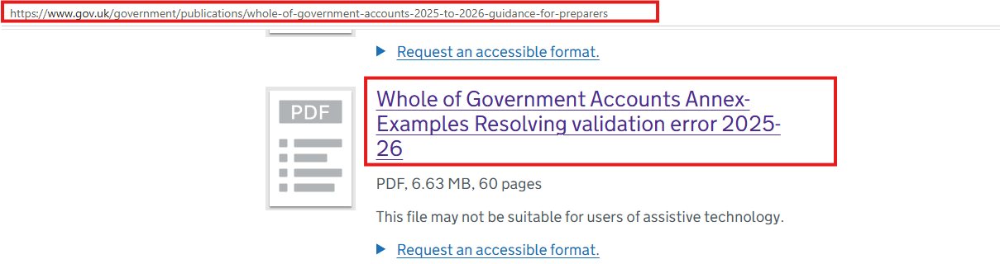 https://www.gov.uk/government/publications/whole-of-government-accounts-2025-to-2026-guidance-for-preparers
Request an accessible format.
PDF
Whole of Government Accounts Annex-
Examples Resolving validation error 2025-
26
PDF, 6.63 MB, 60 pages
This file may not be suitable for users of assistive technology.
Request an accessible format.